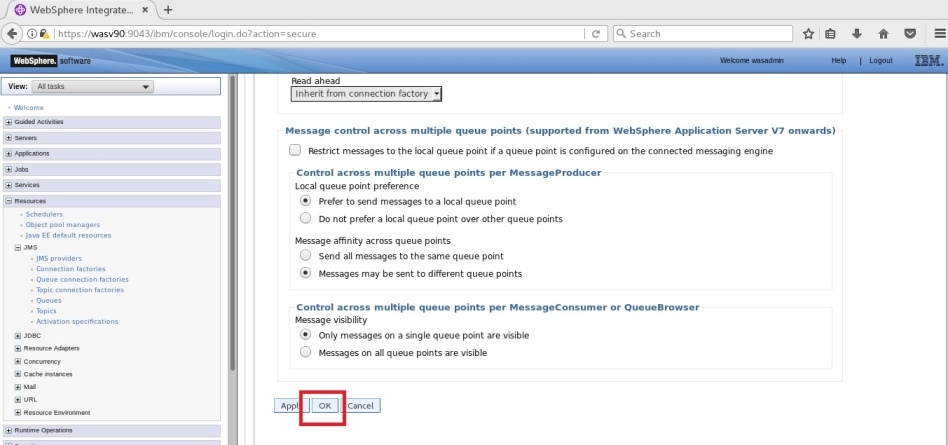 WebSphere Integrate...
https://wasv90:9043/ibm/console/login.do?action=secure
Search
WebSphere. software
Welcome wasadmin
Help | Logout
IBM.
View: All tasks
Welcome
Guided Activities
Servers
Applications
Jobs
Services
Resources
Schedulers
Object pool managers
Java EE default resources
JMS
JMS providers
Connection factories
Queue connection factories
Topic connection factories
Queues
Topics
Activation specifications
JDBC
Resource Adapters
Concurrency
Cache instances
Mail
URL
Resource Environment
Runtime Operations
Read ahead
Inherit from connection factory
Message control across multiple queue points (supported from WebSphere Application Server V7 onwards)
Restrict messages to the local queue point if a queue point is configured on the connected messaging engine
Control across multiple queue points per MessageProducer
Local queue point preference
Prefer to send messages to a local queue point
Do not prefer a local queue point over other queue points
Message affinity across queue points
Send all messages to the same queue point
Messages may be sent to different queue points
Control across multiple queue points per MessageConsumer or QueueBrowser
Message visibility
Only messages on a single queue point are visible
Messages on all queue points are visible
Appl OK Cancel